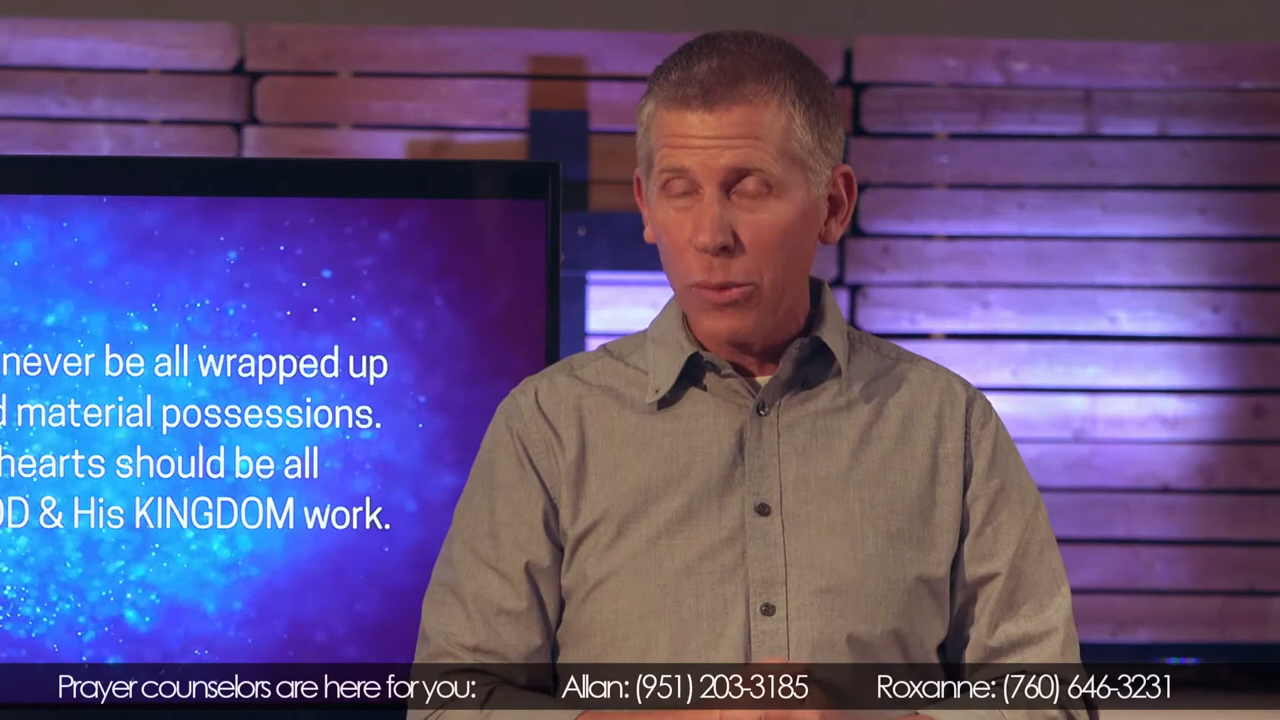 never be all wrapped up
material possessions.
hearts should be all
& His KINGDOM work.
Prayer counselors are here for you: Allan: (951) 203-3185 Roxanne: (760) 646-3231